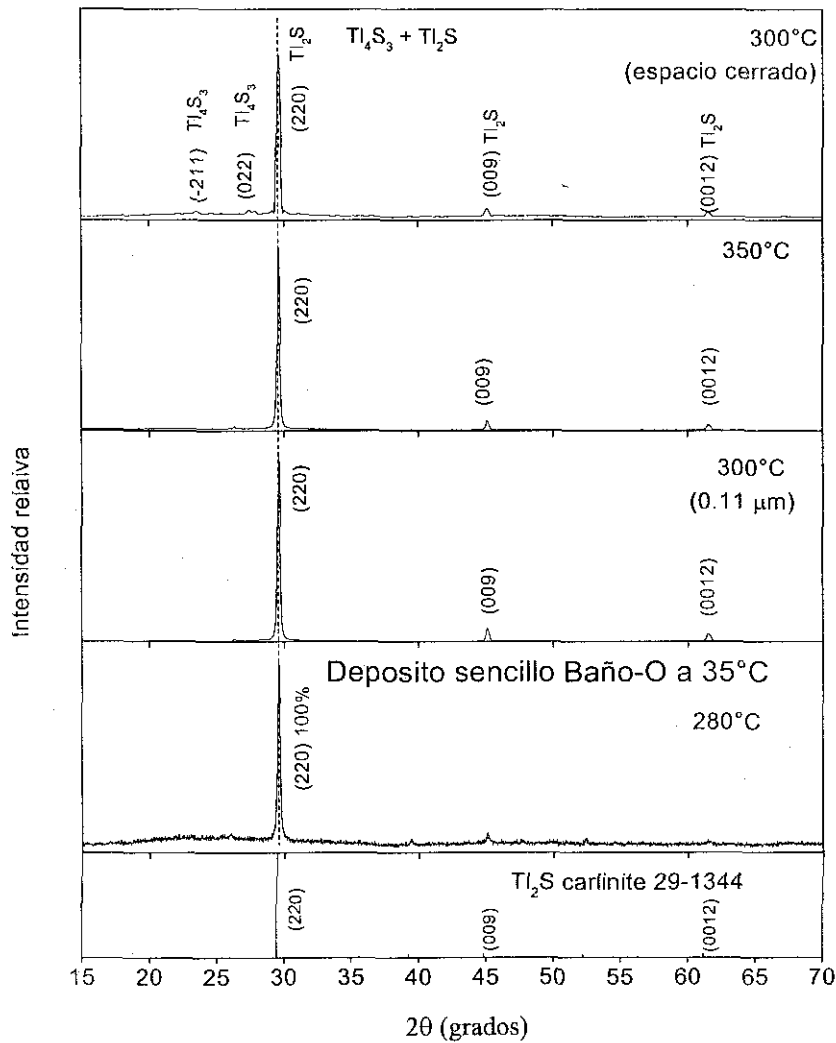 Tl₄S₃ + Tl₂S
300°C
(espacio cerrado)
(-211) Tl₄S₃
(022) Tl₄S₃
(220) Tl₂S
(009) Tl₂S
(0012) Tl₂S
350°C
(220)
(009)
(0012)
300°C
(0.11 μm)
(220)
(009)
(0012)
Deposito sencillo Baño-O a 35°C
280°C
(220) 100%
Tl₂S carlinite 29-1344
(220)
(009)
(0012)
Intensidad relaiva
15 20 25 30 35 40 45 50 55 60 65 70
2θ (grados)